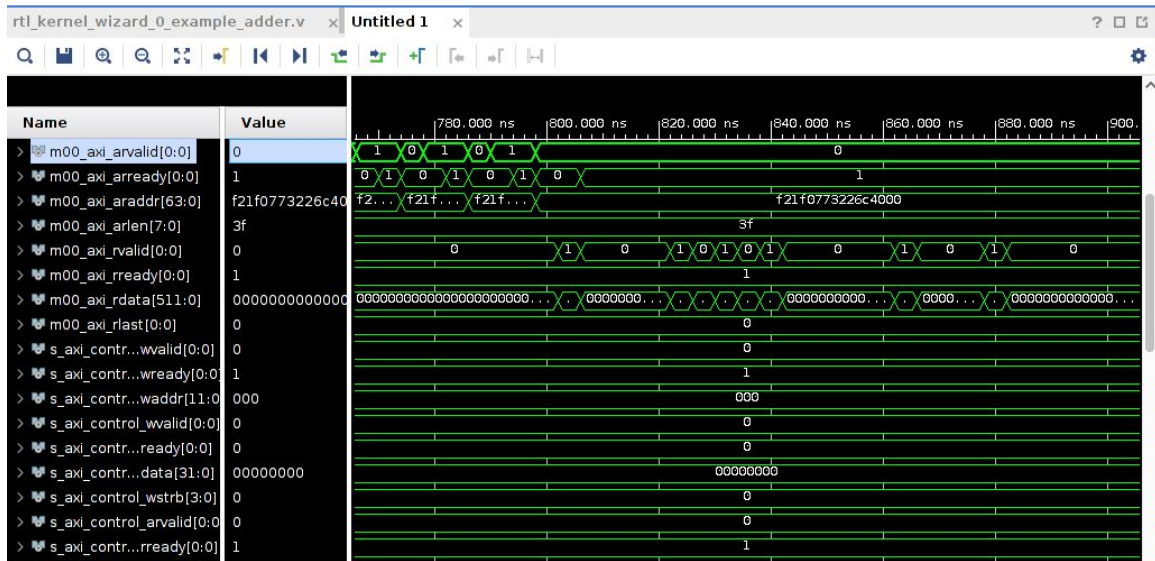 rtl_kernel_wizard_0_example_adder.v × Untitled 1 ×
Name Value
780.000 ns 800.000 ns 820.000 ns 840.000 ns 860.000 ns 880.000 ns 900.
m00_axi_arvalid[0:0] 0 1 0 1 0 1 0
m00_axi_arready[0:0] 1 0 1 0 1 0 1 0 1
m00_axi_araddr[63:0] f21f0773226c40 f2... f21f... f21f... f21f0773226c4000
m00_axi_arlen[7:0] 3f 3f
m00_axi_rvalid[0:0] 0 0 1 0 1 0 1 0 1 0 1 0 1 0
m00_axi_rready[0:0] 1 1
m00_axi_rdata[511:0] 0000000000000 00000000000000000000000... . 0000000... . . . . . 0000000000... . 0000... . 0000000000000...
m00_axi_rlast[0:0] 0 0
s_axi_contr...wvalid[0:0] 0 0
s_axi_contr...wready[0:0] 1 1
s_axi_contr...waddr[11:0 000 000
s_axi_control_wvalid[0:0] 0 0
s_axi_contr...ready[0:0] 0 0
s_axi_contr...data[31:0] 00000000 00000000
s_axi_control_wstrb[3:0] 0 0
s_axi_control_arvalid[0:0 0 0
s_axi_contr...rready[0:0] 1 1